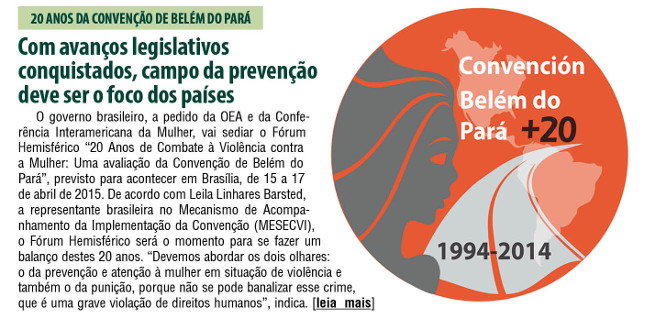 20 ANOS DA CONVENÇÃO DE BELÉM DO PARÁ
Com avanços legislativos
conquistados, campo da prevenção
deve ser o foco dos países
O governo brasileiro, a pedido da OEA e da Confe-
rência Interamericana da Mulher, vai sediar o Fórum
Hemisférico “20 Anos de Combate à Violência contra
a Mulher: Uma avaliação da Convenção de Belém do
Pará”, previsto para acontecer em Brasília, de 15 a 17
de abril de 2015. De acordo com Leila Linhares Barsted,
a representante brasileira no Mecanismo de Acompa-
nhamento da Implementação da Convenção (MESECVI),
o Fórum Hemisférico será o momento para se fazer um
balanço destes 20 anos. “Devemos abordar os dois olhares:
o da prevenção e atenção à mulher em situação de violência e
também o da punição, porque não se pode banalizar esse crime,
que é uma grave violação de direitos humanos”, indica. [leia mais]
Convención
Belém do
Pará +20
1994-2014